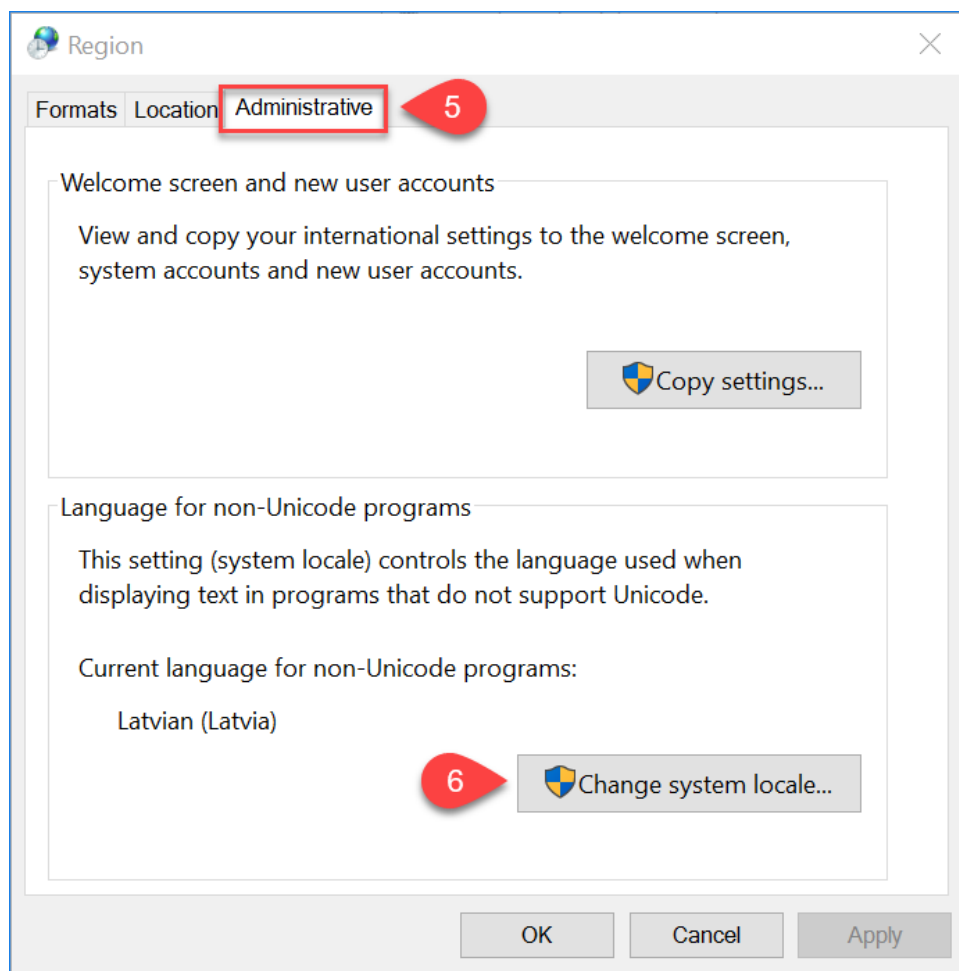 Region
Formats Location Administrative 5
Welcome screen and new user accounts
View and copy your international settings to the welcome screen,
system accounts and new user accounts.
Copy settings...
Language for non-Unicode programs
This setting (system locale) controls the language used when
displaying text in programs that do not support Unicode.
Current language for non-Unicode programs:
Latvian (Latvia)
6 Change system locale...
OK Cancel Apply